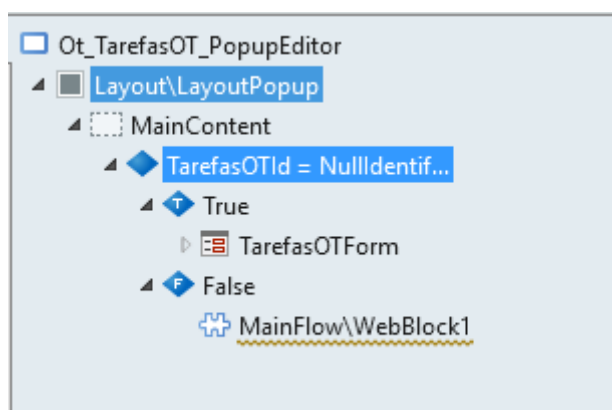 Ot_TarefasOT_PopupEditor
Layout\LayoutPopup
MainContent
TarefasOTId = NullIdentif...
T True
TarefasOTForm
F False
MainFlow\WebBlock1